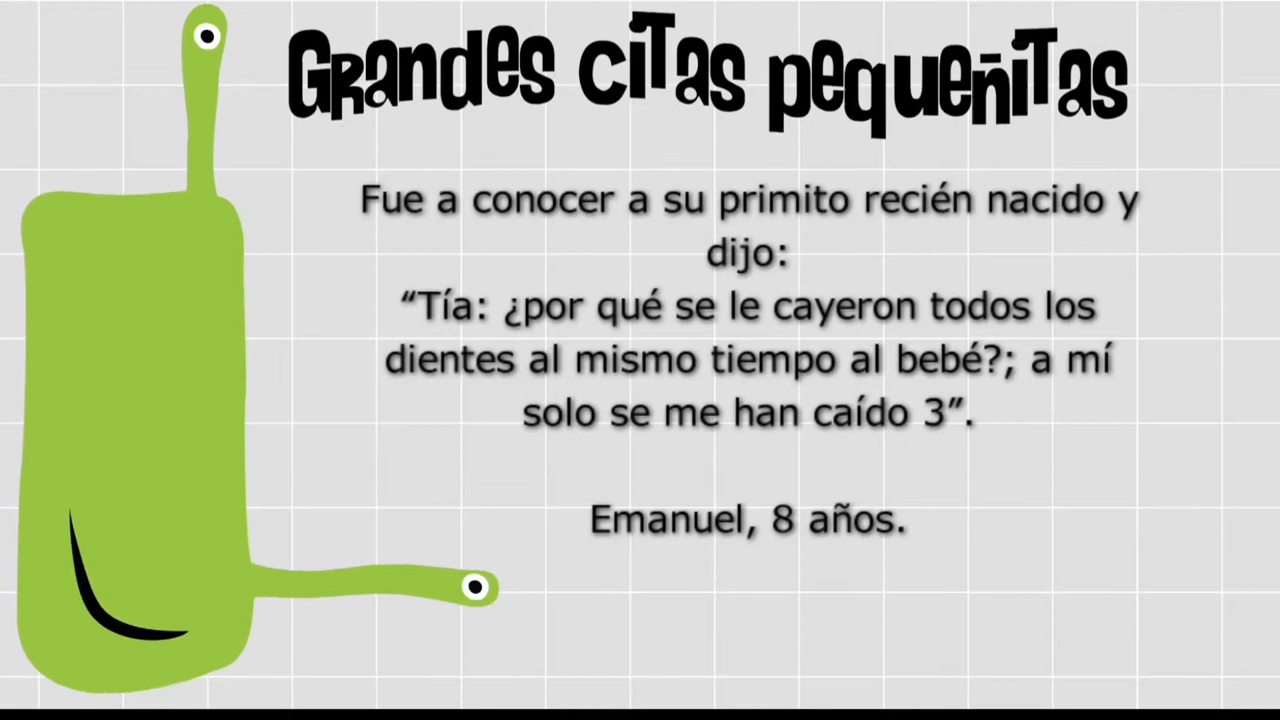 Grandes citas pequeñitas
Fue a conocer a su primito recién nacido y
dijo:
“Tía: ¿por qué se le cayeron todos los
dientes al mismo tiempo al bebé?; a mí
solo se me han caído 3”.
Emanuel, 8 años.